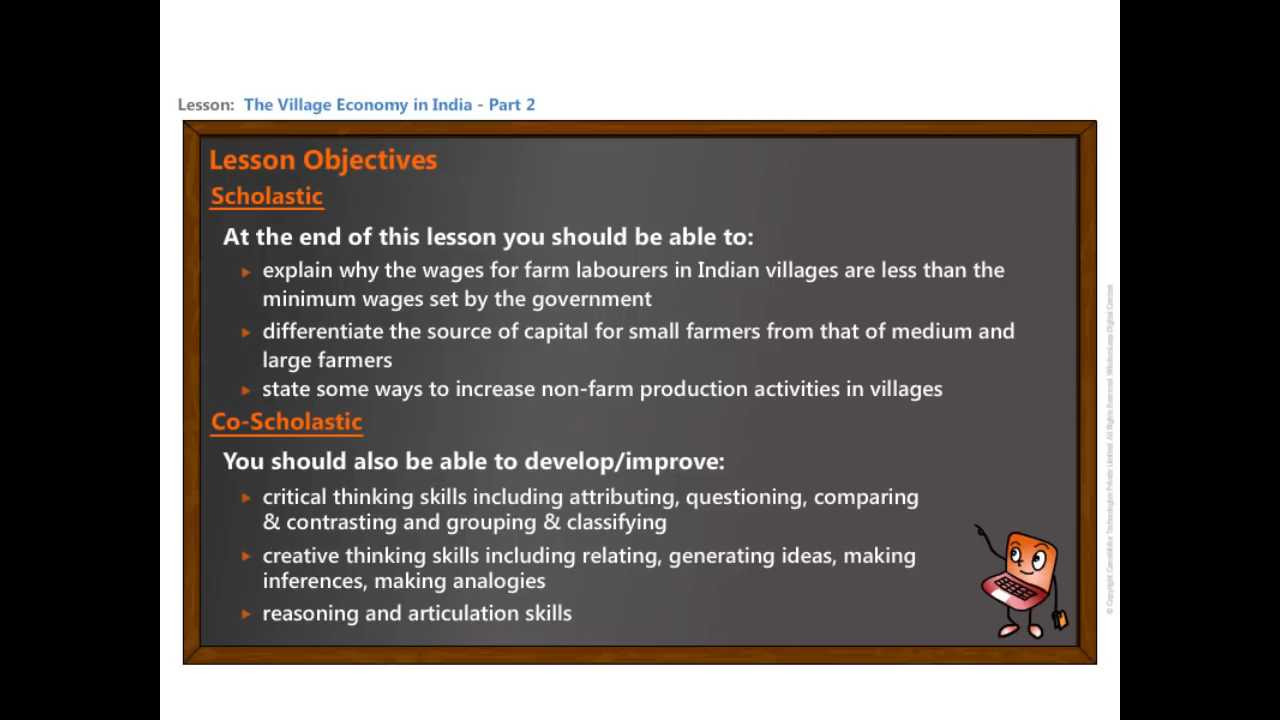 Lesson: The Village Economy in India - Part 2
Lesson Objectives
Scholastic
At the end of this lesson you should be able to:
explain why the wages for farm labourers in Indian villages are less than the
minimum wages set by the government
differentiate the source of capital for small farmers from that of medium and
large farmers
state some ways to increase non-farm production activities in villages
Co-Scholastic
You should also be able to develop/improve:
critical thinking skills including attributing, questioning, comparing
& contrasting and grouping & classifying
creative thinking skills including relating, generating ideas, making
inferences, making analogies
reasoning and articulation skills